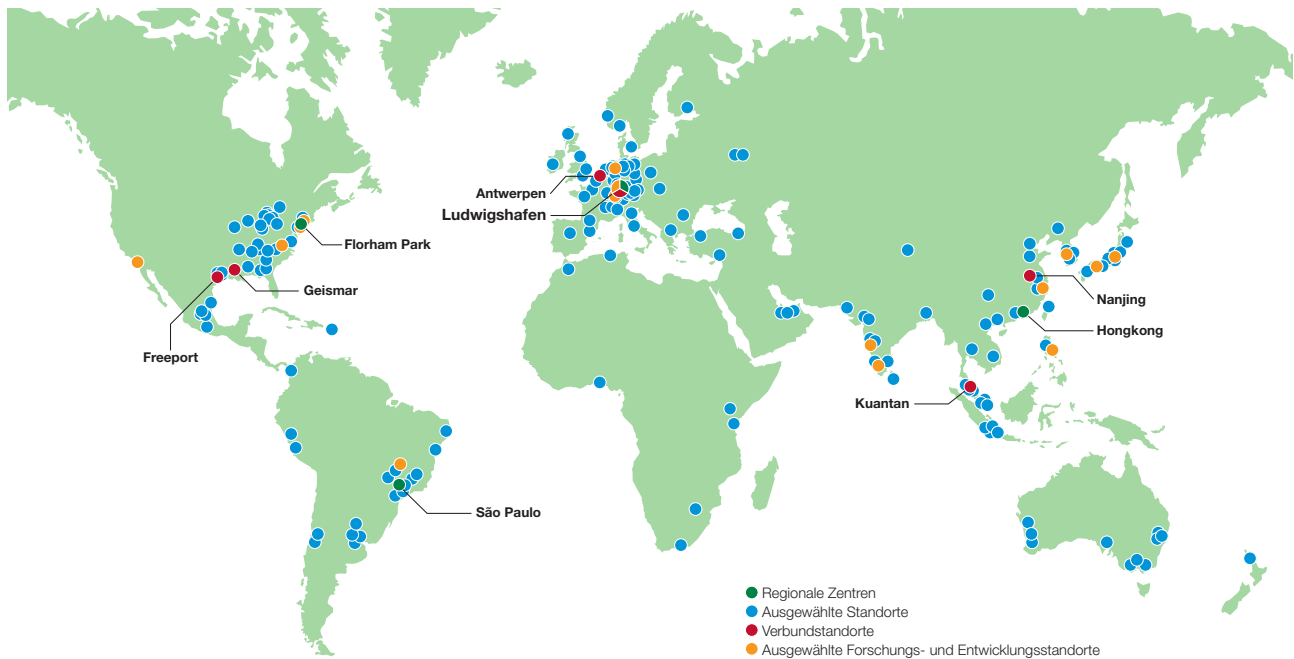 Antwerpen
Ludwigshafen
Florham Park
Geismar
Freeport
Nanjing
Hongkong
Kuantan
São Paulo
Regionale Zentren
Ausgewählte Standorte
Verbundstandorte
Ausgewählte Forschungs- und Entwicklungsstandorte